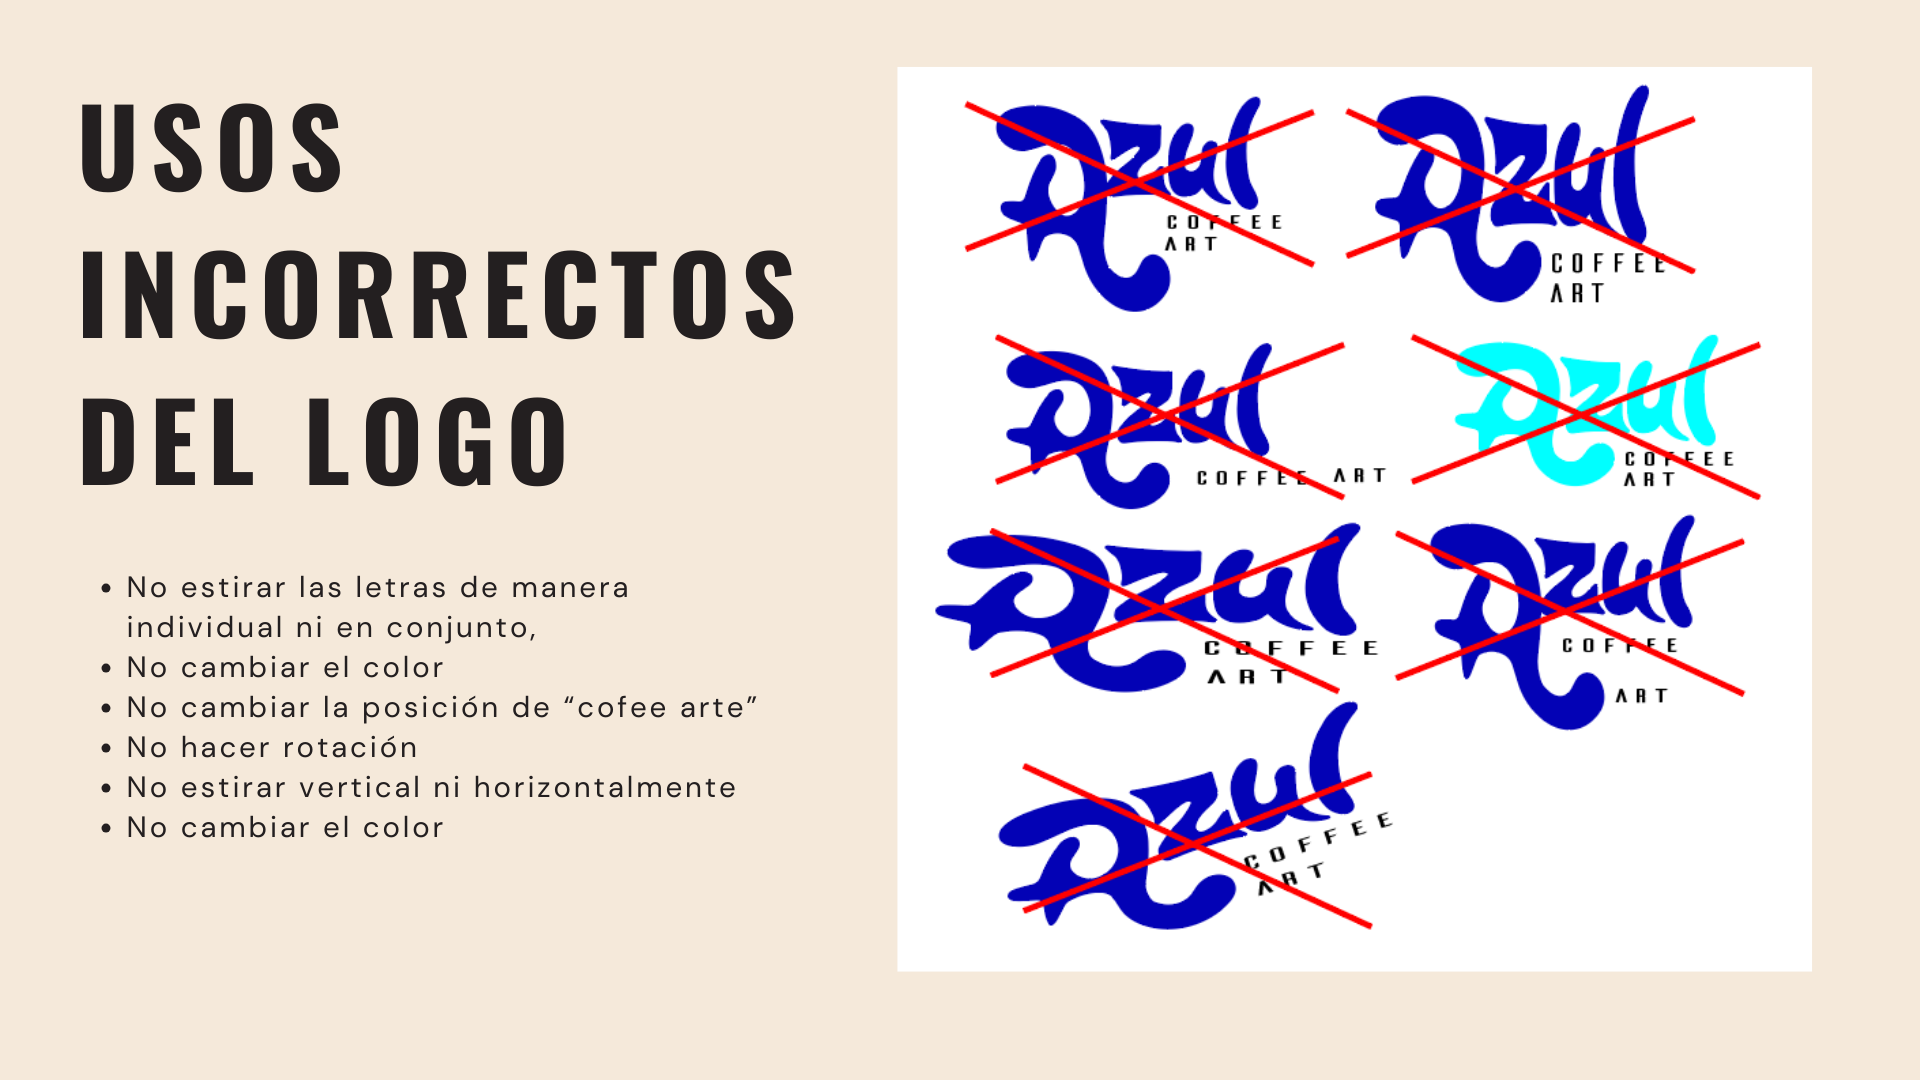 USOS
INCORRECTOS
DEL LOGO
No estirar las letras de manera
individual ni en conjunto,
No cambiar el color
No cambiar la posición de “cofee arte”
No hacer rotación
No estirar vertical ni horizontalmente
No cambiar el color
Azul
COFFEE
ART
Azul
COFFEE
ART
Azul
COFFEE ART
Azul
COFFEE
ART
Azul
COFFEE
ART
Azul
COFFEE
ART
Azul
COFFEE
ART